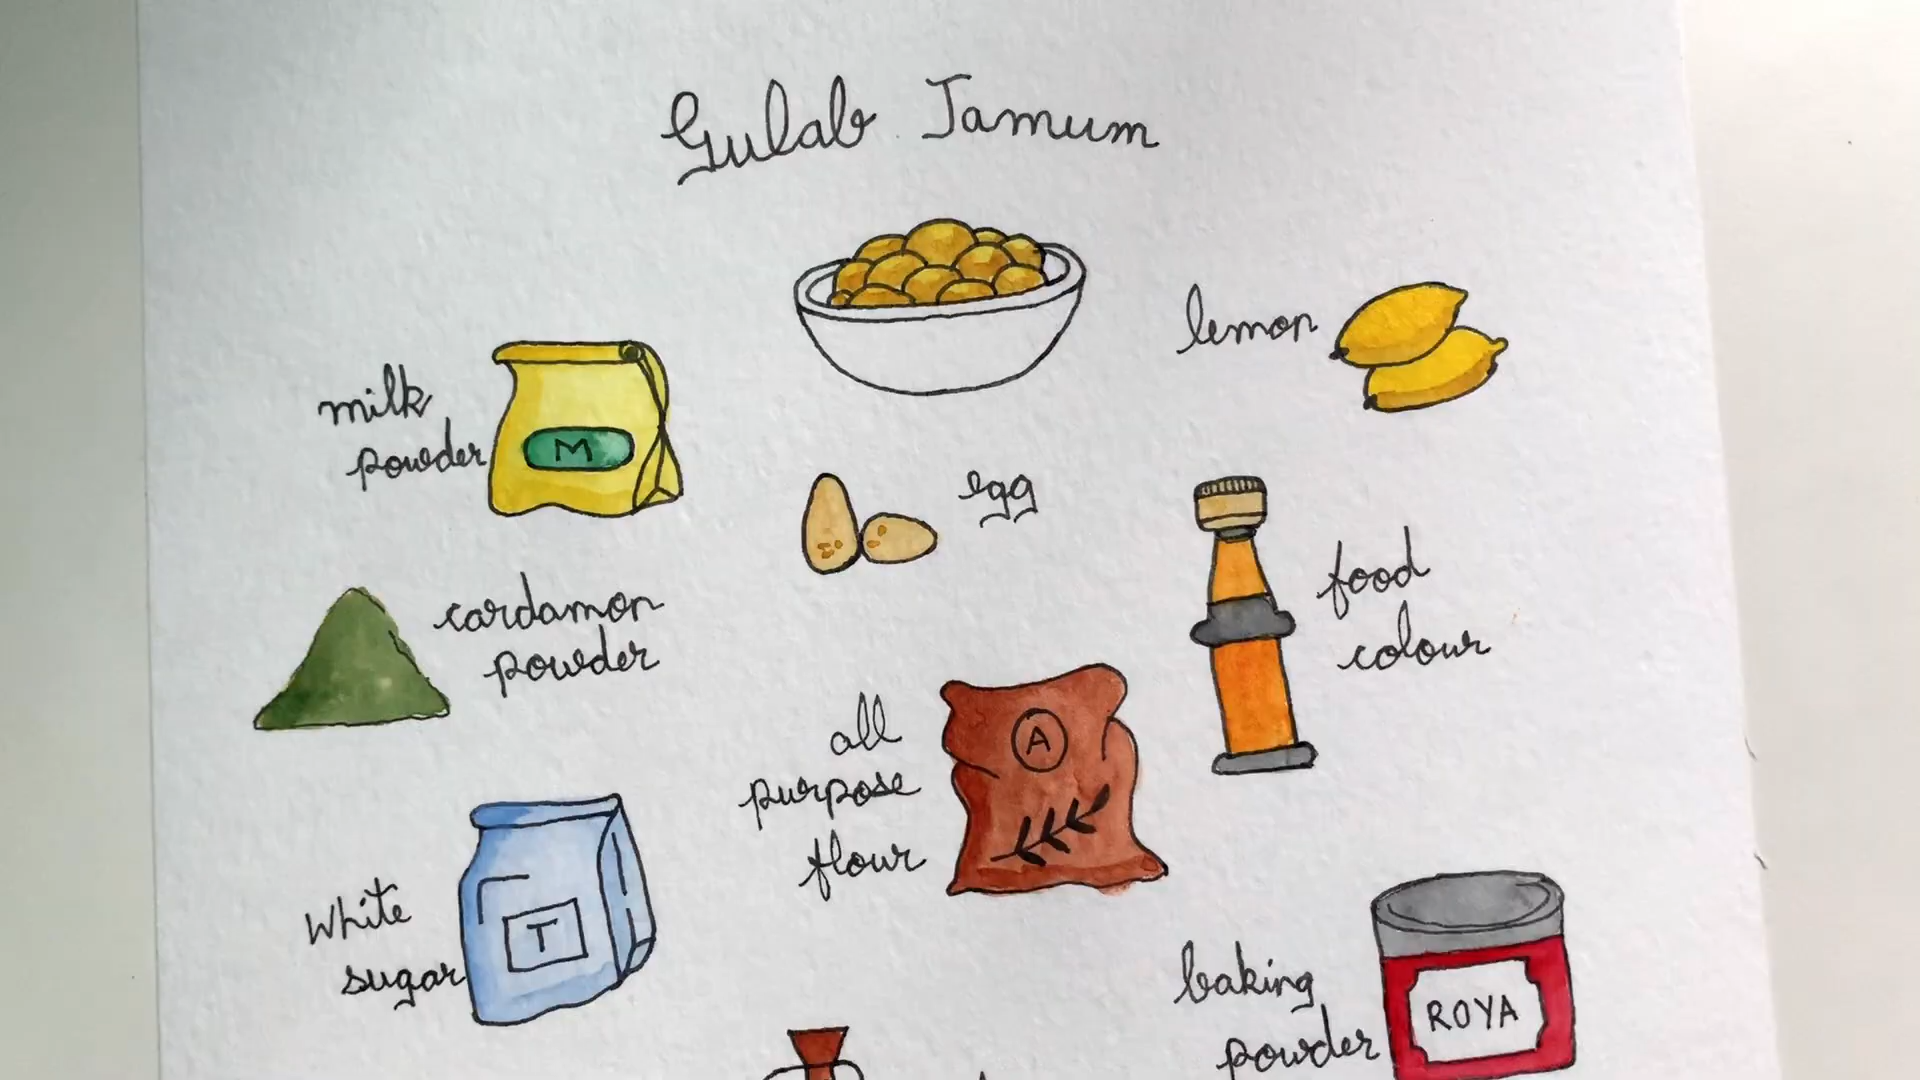 Gulab Jamum
lemon
milk
powder
M
egg
cardamon
powder
food
colour
all
purpose
flour
A
White
sugar
T
baking
powder
ROYA